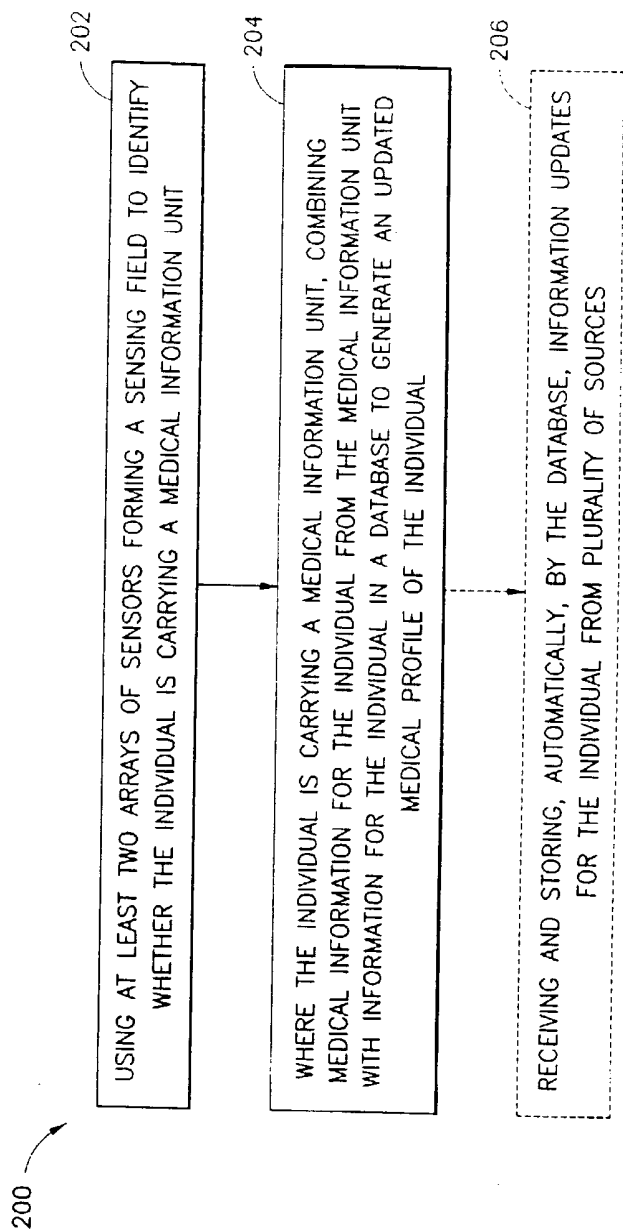 200
202
USING AT LEAST TWO ARRAYS OF SENSORS FORMING A SENSING FIELD TO IDENTIFY
WHETHER THE INDIVIDUAL IS CARRYING A MEDICAL INFORMATION UNIT
204
WHERE THE INDIVIDUAL IS CARRYING A MEDICAL INFORMATION UNIT, COMBINING
MEDICAL INFORMATION FOR THE INDIVIDUAL FROM THE MEDICAL INFORMATION UNIT
WITH INFORMATION FOR THE INDIVIDUAL IN A DATABASE TO GENERATE AN UPDATED
MEDICAL PROFILE OF THE INDIVIDUAL
206
RECEIVING AND STORING, AUTOMATICALLY, BY THE DATABASE, INFORMATION UPDATES
FOR THE INDIVIDUAL FROM PLURALITY OF SOURCES